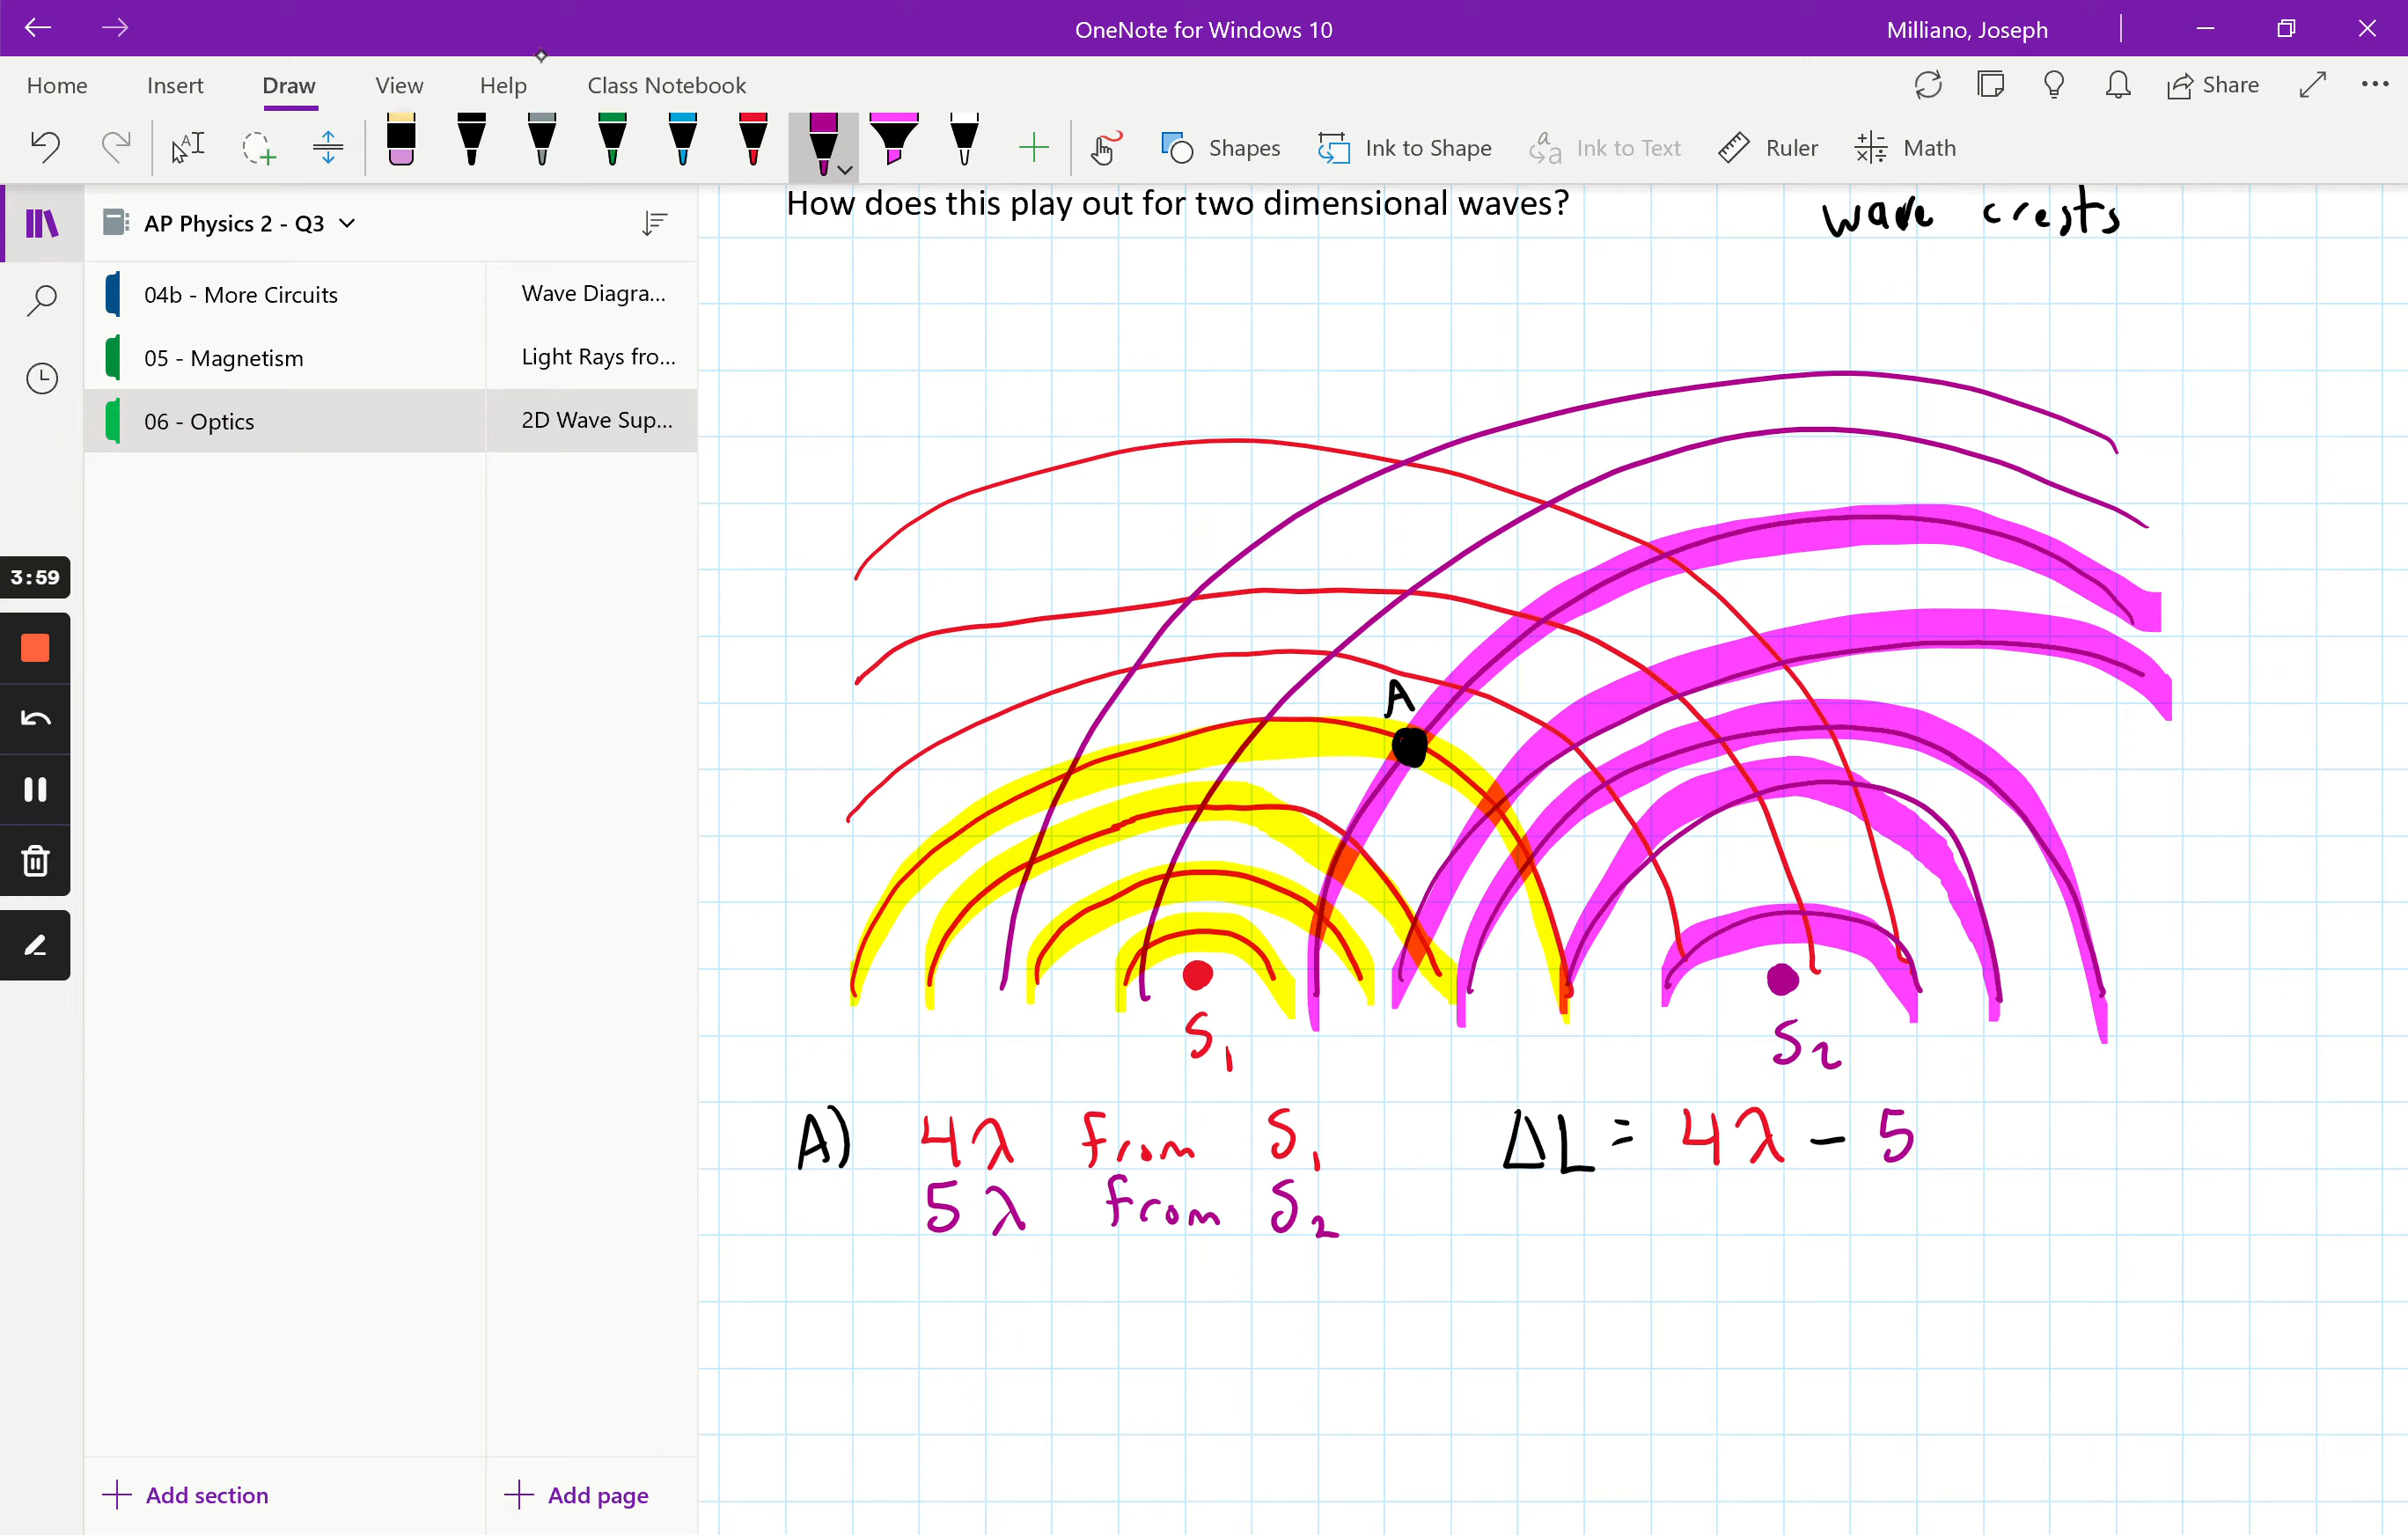 OneNote for Windows 10
Milliano, Joseph
Home Insert Draw View Help Class Notebook
Share
Shapes Ink to Shape Ink to Text Ruler Math
How does this play out for two dimensional waves?
wave crests
AP Physics 2 - Q3
04b - More Circuits
05 - Magnetism
06 - Optics
Wave Diagra...
Light Rays fro...
2D Wave Sup...
3:59
A
S₁
S₂
A) 4λ from S₁
5λ from S₂
ΔL = 4λ - 5
Add section
Add page